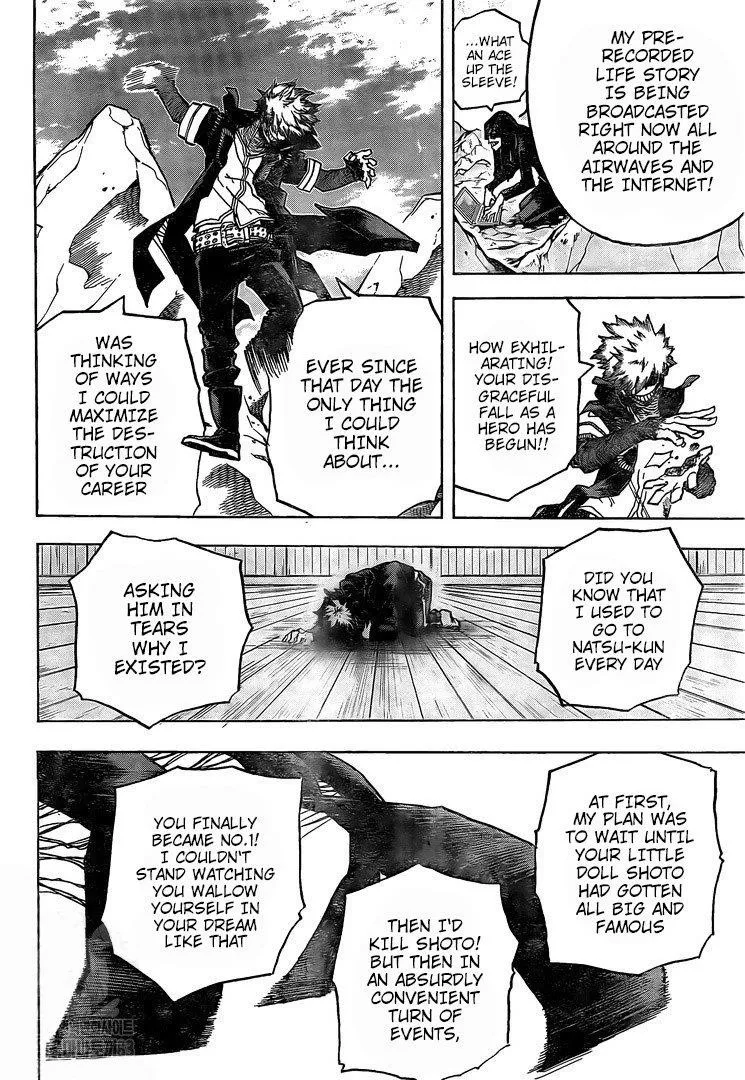 MY PRE-
RECORDED
LIFE STORY
IS BEING
BROADCASTED
RIGHT NOW ALL
AROUND THE
AIRWAVES AND
THE INTERNET!
...WHAT
AN ACE
UP THE
SLEEVE!
HOW EXHIL-
ARATING!
YOUR DIS-
GRACEFUL
FALL AS A
HERO HAS
BEGUN!!
EVER SINCE
THAT DAY THE
ONLY THING
I COULD
THINK
ABOUT...
WAS
THINKING
OF WAYS
I COULD
MAXIMIZE
THE DES-
TRUCTION
OF YOUR
CAREER
DID YOU
KNOW THAT
I USED TO
GO TO
NATSU-KUN
EVERY DAY
ASKING
HIM IN
TEARS
WHY I
EXISTED?
AT FIRST,
MY PLAN WAS
TO WAIT UNTIL
YOUR LITTLE
DOLL SHOTO
HAD GOTTEN
ALL BIG AND
FAMOUS
THEN I'D
KILL SHOTO!
BUT THEN IN
AN ABSURDLY
CONVENIENT
TURN OF
EVENTS,
YOU FINALLY
BECAME NO.1!
I COULDN'T
STAND WATCHING
YOU WALLOW
YOURSELF IN
YOUR DREAM
LIKE THAT